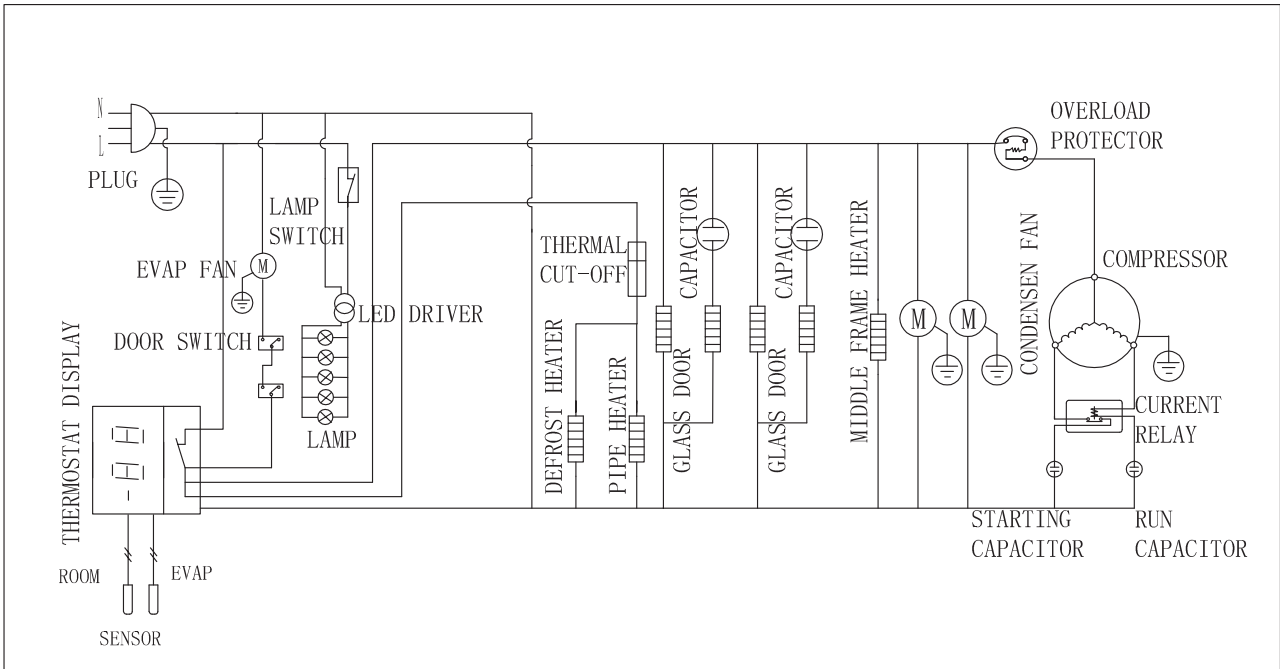 N
L
PLUG
LAMP
SWITCH
EVAP FAN
M
DOOR SWITCH
LED DRIVER
LAMP
THERMOSTAT DISPLAY
ROOM
EVAP
SENSOR
THERMAL
CUT-OFF
DEFROST HEATER
PIPE HEATER
CAPACITOR
GLASS DOOR
CAPACITOR
GLASS DOOR
MIDDLE FRAME HEATER
M
M
CONDENSEN FAN
OVERLOAD
PROTECTOR
COMPRESSOR
CURRENT
RELAY
STARTING
CAPACITOR
RUN
CAPACITOR